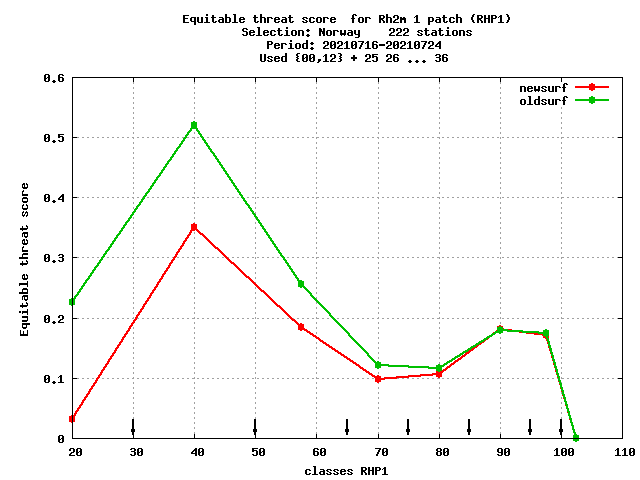 Equitable threat score  for Rh2m 1 patch (RHP1)
Selection: Norway    222 stations
Period: 20210716-20210724
Used {00,12} + 25 26 ... 36
newsurf
oldsurf
0.6
0.5
0.4
0.3
0.2
0.1
0
Equitable threat score
20 30 40 50 60 70 80 90 100 110
classes RHP1